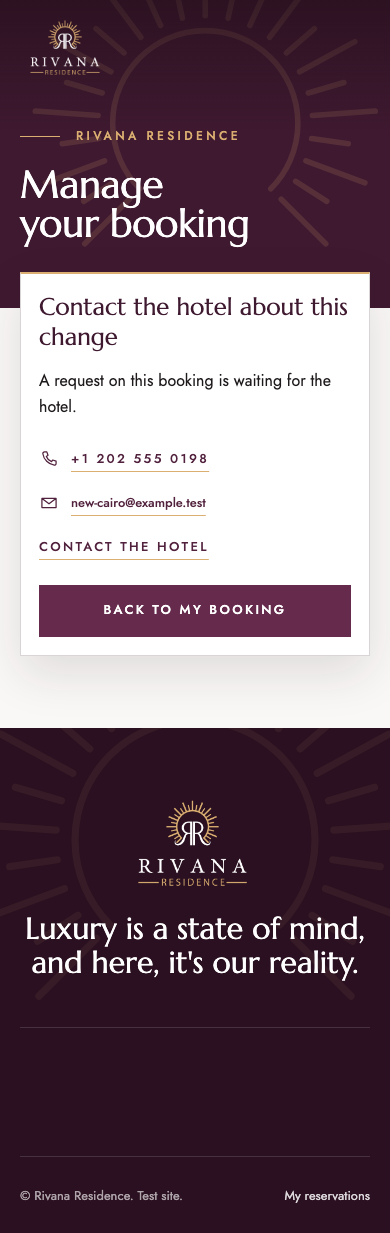 RIVANA
RESIDENCE
RIVANA RESIDENCE
Manage
your booking
Contact the hotel about this
change
A request on this booking is waiting for the
hotel.
+1 202 555 0198
new-cairo@example.test
CONTACT THE HOTEL
BACK TO MY BOOKING
RIVANA
RESIDENCE
Luxury is a state of mind,
and here, it's our reality.
© Rivana Residence. Test site.
My reservations